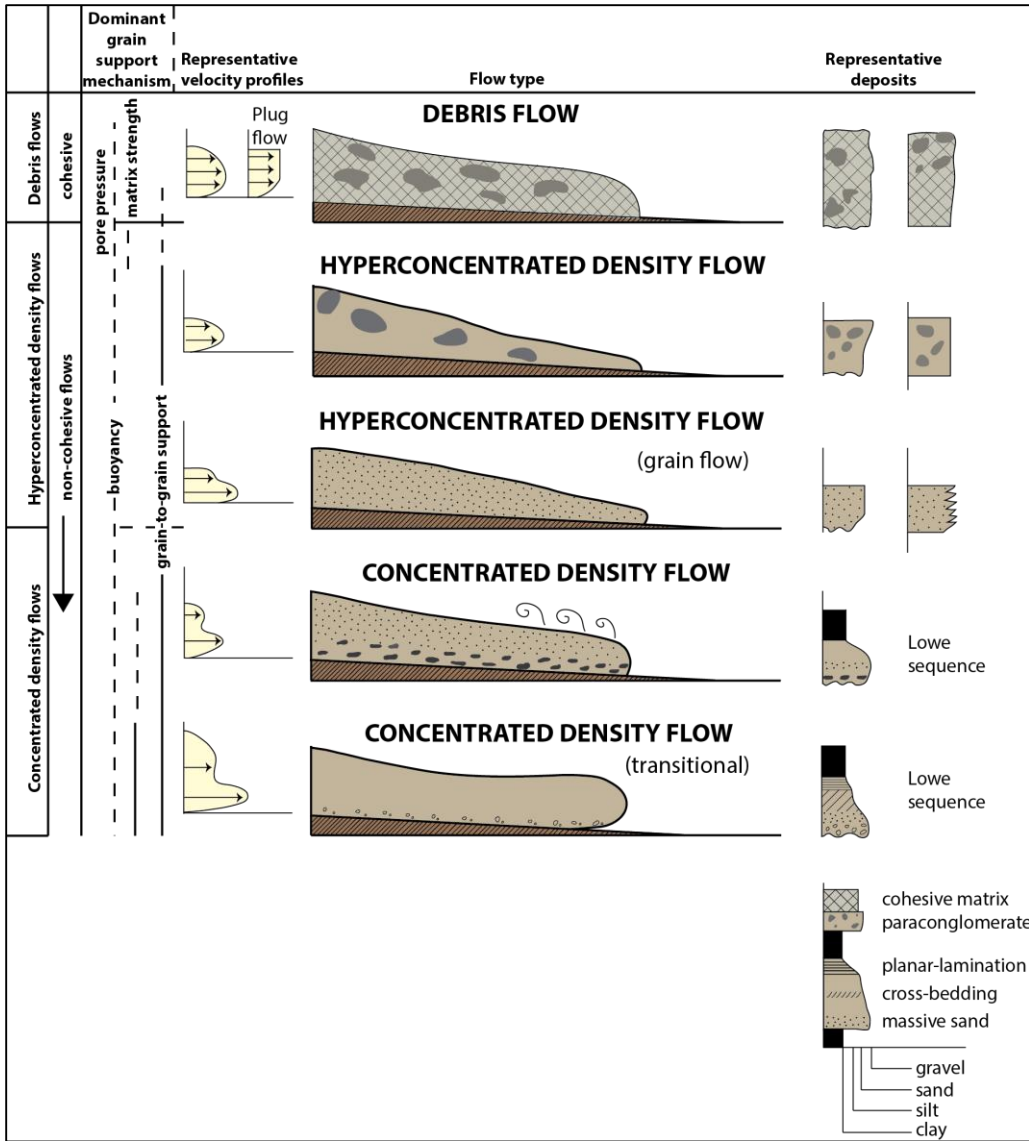 Dominant
grain
support
mechanism
Representative
velocity profiles
Flow type
Representative
deposits
Debris flows
cohesive
pore pressure
matrix strength
Plug
flow
DEBRIS FLOW
Hyperconcentrated density flows
non-cohesive flows
buoyancy
grain-to-grain support
HYPERCONCENTRATED DENSITY FLOW
HYPERCONCENTRATED DENSITY FLOW
(grain flow)
Concentrated density flows
CONCENTRATED DENSITY FLOW
Lowe
sequence
CONCENTRATED DENSITY FLOW
(transitional)
Lowe
sequence
cohesive matrix
paraconglomerate
planar-lamination
cross-bedding
massive sand
gravel
sand
silt
clay